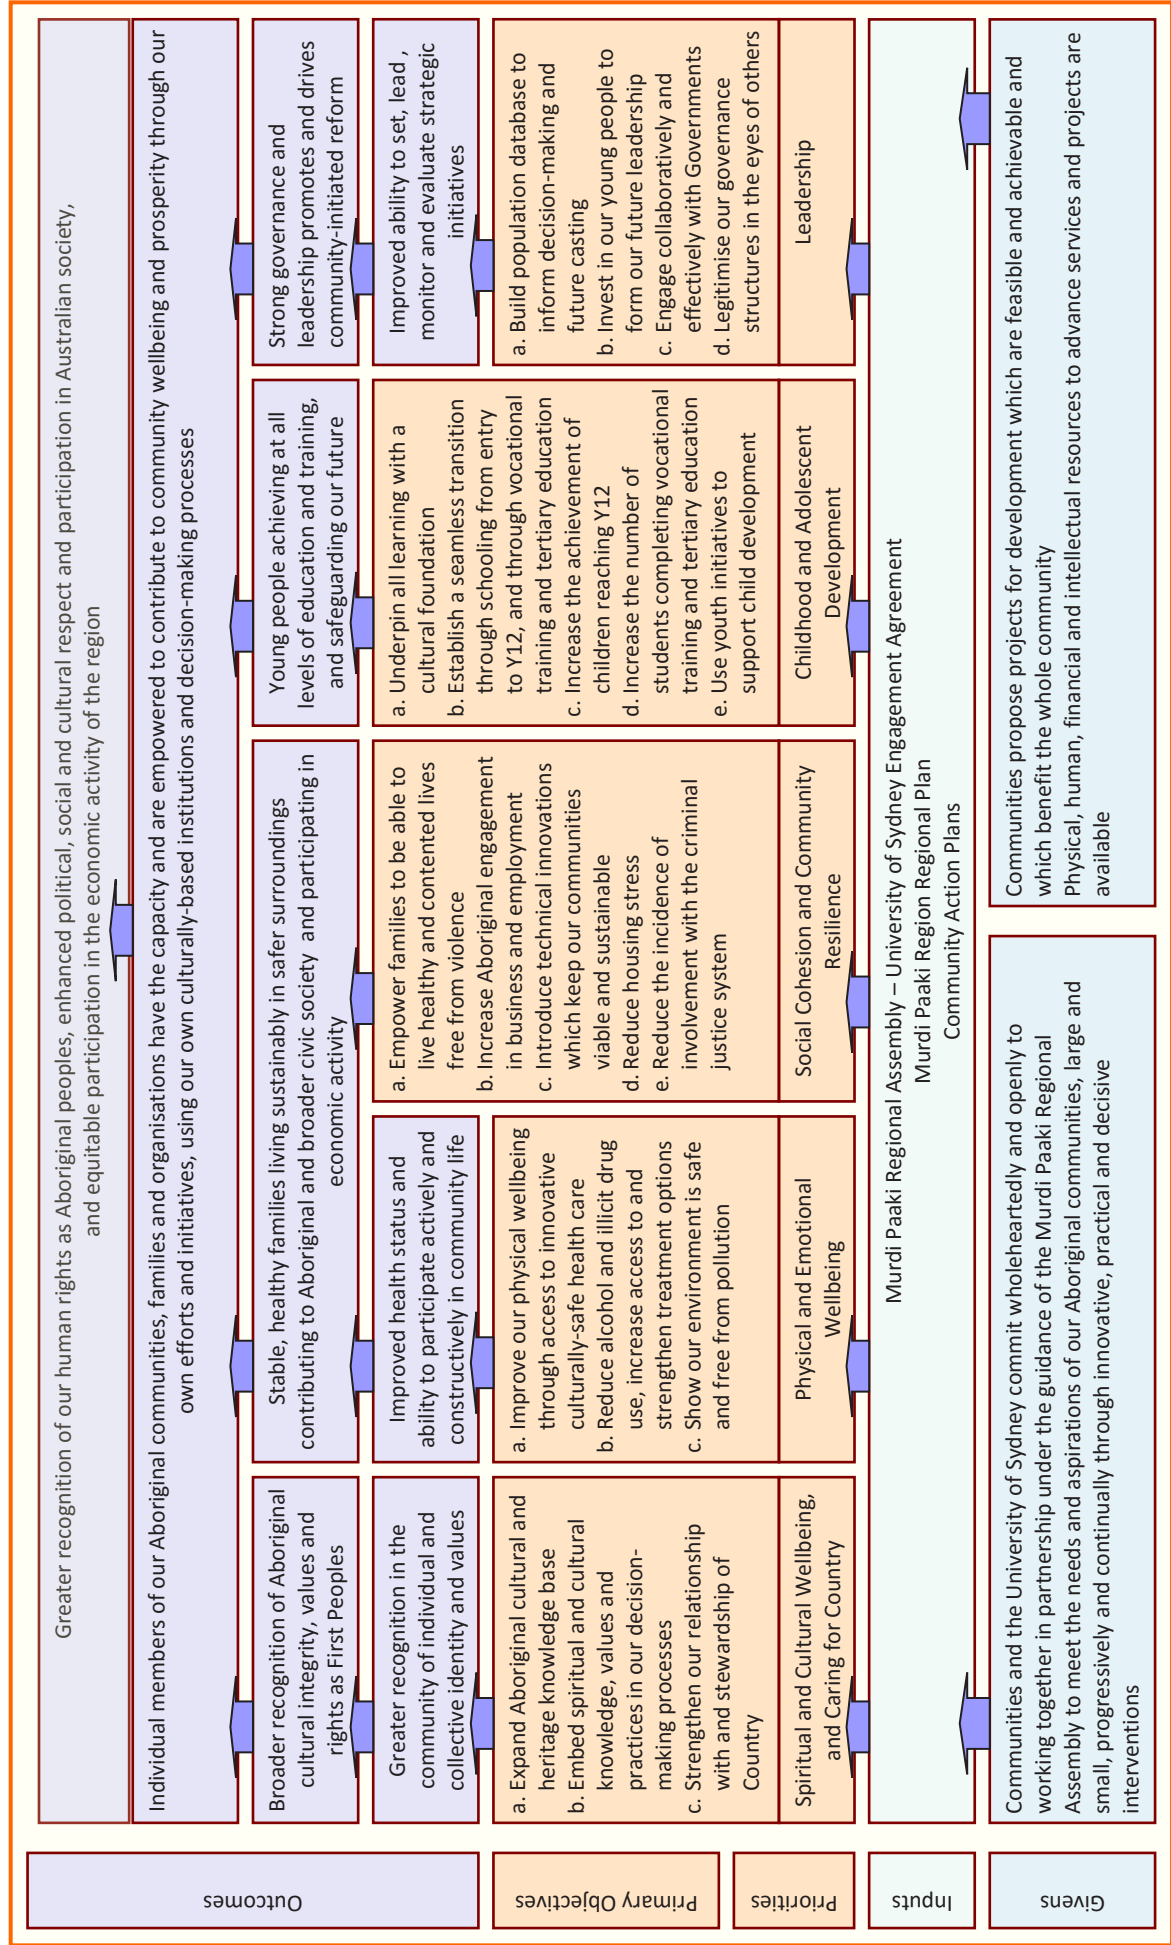 Outcomes
Greater recognition of our human rights as Aboriginal peoples, enhanced political, social and cultural respect and participation in Australian society,
and equitable participation in the economic activity of the region
Individual members of our Aboriginal communities, families and organisations have the capacity and are empowered to contribute to community wellbeing and prosperity through our
own efforts and initiatives, using our own culturally-based institutions and decision-making processes
Broader recognition of Aboriginal
cultural integrity, values and
rights as First Peoples
Stable, healthy families living sustainably in safer surroundings
contributing to Aboriginal and broader civic society and participating in
economic activity
Young people achieving at all
levels of education and training,
and safeguarding our future
Strong governance and
leadership promotes and drives
community-initiated reform
Greater recognition in the
community of individual and
collective identity and values
Improved health status and
ability to participate actively and
constructively in community life
Improved ability to set, lead ,
monitor and evaluate strategic
initiatives
Primary Objectives
a. Expand Aboriginal cultural and
heritage knowledge base
b. Embed spiritual and cultural
knowledge, values and
practices in our decision-
making processes
c. Strengthen our relationship
with and stewardship of
Country
a. Improve our physical wellbeing
through access to innovative
culturally-safe health care
b. Reduce alcohol and illicit drug
use, increase access to and
strengthen treatment options
c. Show our environment is safe
and free from pollution
a. Empower families to be able to
live healthy and contented lives
free from violence
b. Increase Aboriginal engagement
in business and employment
c. Introduce technical innovations
which keep our communities
viable and sustainable
d. Reduce housing stress
e. Reduce the incidence of
involvement with the criminal
justice system
a. Underpin all learning with a
cultural foundation
b. Establish a seamless transition
through schooling from entry
to Y12, and through vocational
training and tertiary education
c. Increase the achievement of
children reaching Y12
d. Increase the number of
students completing vocational
training and tertiary education
e. Use youth initiatives to
support child development
a. Build population database to
inform decision-making and
future casting
b. Invest in our young people to
form our future leadership
c. Engage collaboratively and
effectively with Governments
d. Legitimise our governance
structures in the eyes of others
Priorities
Spiritual and Cultural Wellbeing,
and Caring for Country
Physical and Emotional
Wellbeing
Social Cohesion and Community
Resilience
Childhood and Adolescent
Development
Leadership
Inputs
Murdi Paaki Regional Assembly – University of Sydney Engagement Agreement
Murdi Paaki Region Regional Plan
Community Action Plans
Givens
Communities and the University of Sydney commit wholeheartedly and openly to
working together in partnership under the guidance of the Murdi Paaki Regional
Assembly to meet the needs and aspirations of our Aboriginal communities, large and
small, progressively and continually through innovative, practical and decisive
interventions
Communities propose projects for development which are feasible and achievable and
which benefit the whole community
Physical, human, financial and intellectual resources to advance services and projects are
available